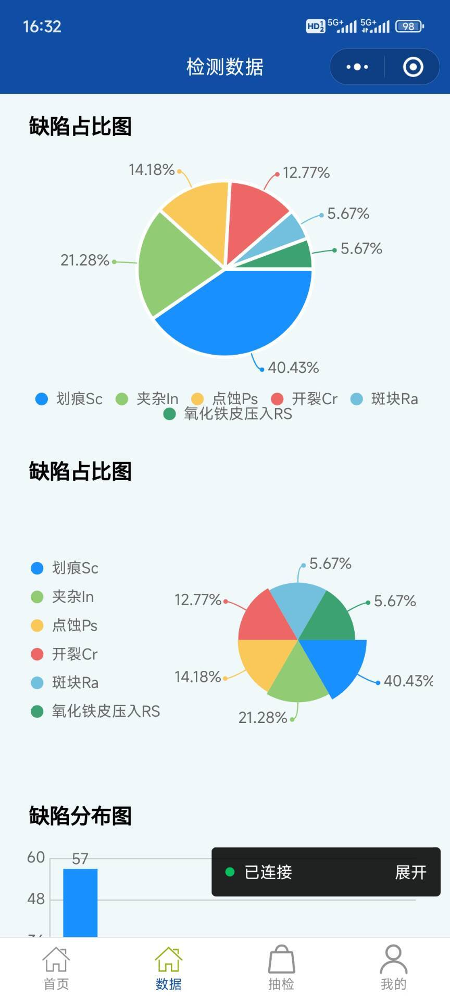 16:32
HD 1 2 5G+ 5G+ 98
检测数据
缺陷占比图
14.18%
12.77%
5.67%
5.67%
21.28%
40.43%
划痕Sc 夹杂In 点蚀Ps 开裂Cr 斑块Ra
氧化铁皮压入RS
缺陷占比图
划痕Sc
夹杂In
点蚀Ps
开裂Cr
斑块Ra
氧化铁皮压入RS
5.67%
12.77%
5.67%
14.18%
40.43%
21.28%
缺陷分布图
60
57
48
已连接 展开
首页 数据 抽检 我的